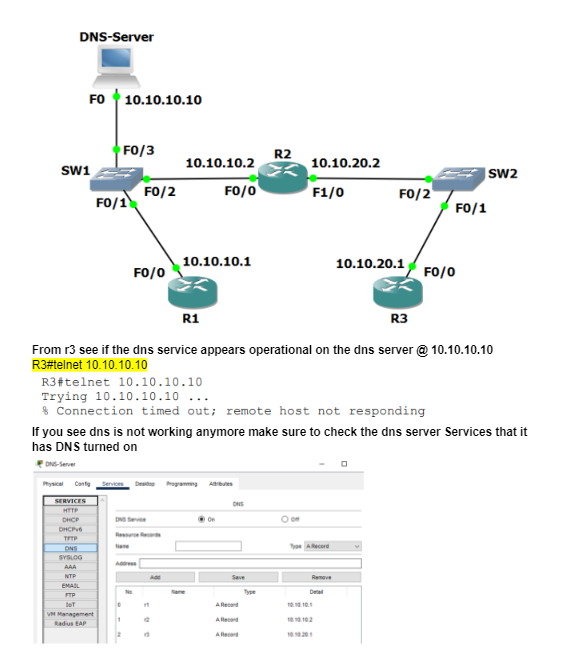 DNS-Server
F0 10.10.10.10
F0/3
SW1
R2
10.10.10.2 10.10.20.2
SW2
F0/1 F0/2 F0/0 F1/0 F0/2
F0/1
10.10.10.1
F0/0
10.10.20.1
F0/0
R1
R3
From r3 see if the dns service appears operational on the dns server @ 10.10.10.10
R3#telnet 10.10.10.10
R3#telnet 10.10.10.10
Trying 10.10.10.10 ...
% Connection timed out; remote host not responding
If you see dns is not working anymore make sure to check the dns server Services that it
has DNS turned on
DNS-Server
Physical Config Services Desktop Programming Attributes
SERVICES
HTTP
DHCP
DHCPv6
TFTP
DNS
SYSLOG
AAA
NTP
EMAIL
FTP
IoT
VM Management
Radius EAP
DNS
DNS Service On Off
Resource Records
Name Type A Record
Address
Add Save Remove
No. Name Type Detail
0 r1 A Record 10.10.10.1
1 r2 A Record 10.10.10.2
2 r3 A Record 10.10.20.1